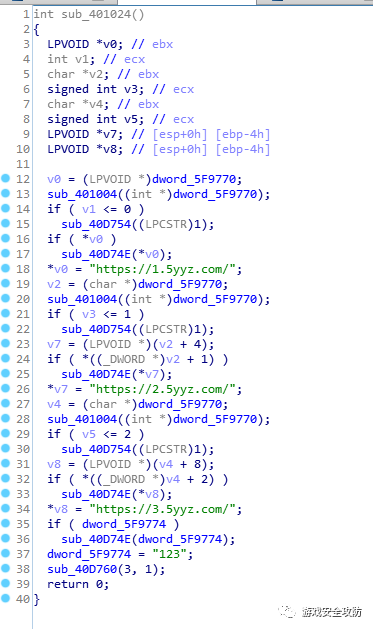 1 int sub_401024()
2 {
3 LPVOID *v0; // ebx
4 int v1; // ecx
5 char *v2; // ebx
6 signed int v3; // ecx
7 char *v4; // ebx
8 signed int v5; // ecx
9 LPVOID *v7; // [esp+0h] [ebp-4h]
10 LPVOID *v8; // [esp+0h] [ebp-4h]
11
12 v0 = (LPVOID *)dword_5F9770;
13 sub_401004((int *)dword_5F9770);
14 if ( v1 <= 0 )
15 sub_40D754((LPCSTR)1);
16 if ( *v0 )
17 sub_40D74E(*v0);
18 *v0 = "https://1.5yyz.com/";
19 v2 = (char *)dword_5F9770;
20 sub_401004((int *)dword_5F9770);
21 if ( v3 <= 1 )
22 sub_40D754((LPCSTR)1);
23 v7 = (LPVOID *)(v2 + 4);
24 if ( *((_DWORD *)v2 + 1) )
25 sub_40D74E(*v7);
26 *v7 = "https://2.5yyz.com/";
27 v4 = (char *)dword_5F9770;
28 sub_401004((int *)dword_5F9770);
29 if ( v5 <= 2 )
30 sub_40D754((LPCSTR)1);
31 v8 = (LPVOID *)(v4 + 8);
32 if ( *((_DWORD *)v4 + 2) )
33 sub_40D74E(*v8);
34 *v8 = "https://3.5yyz.com/";
35 if ( dword_5F9774 )
36 sub_40D74E(dword_5F9774);
37 dword_5F9774 = "123";
38 sub_40D760(3, 1);
39 return 0;
40 }
游戏安全攻防